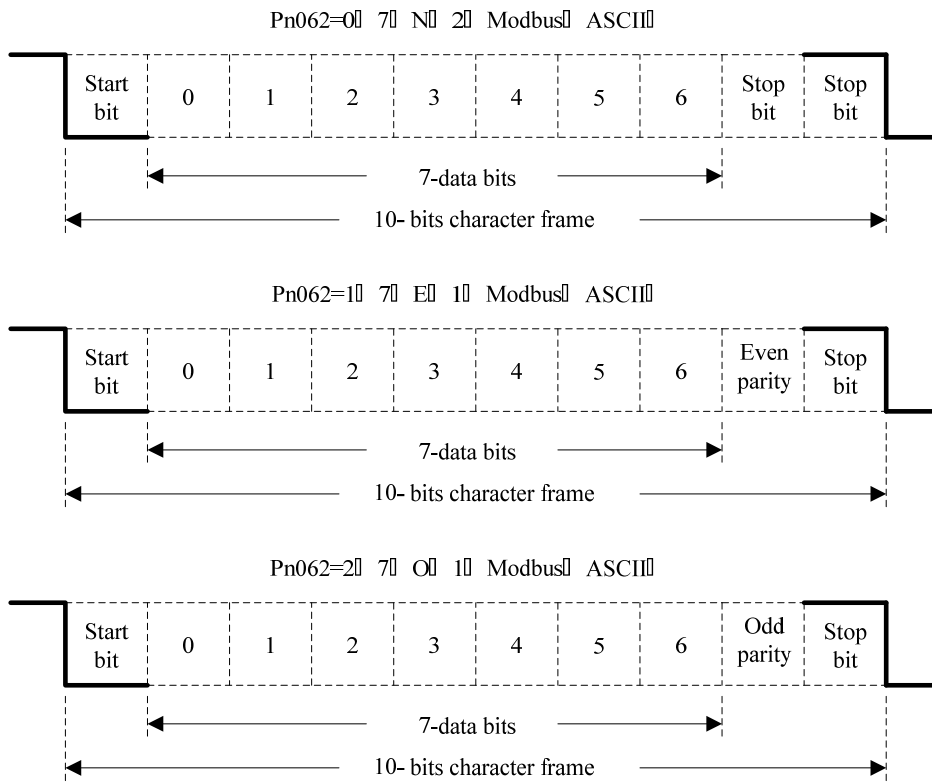 Pn062=0▯ 7▯ N▯ 2▯ Modbus▯ ASCII▯
Start bit 0 1 2 3 4 5 6 Stop bit Stop bit
7-data bits
10- bits character frame
Pn062=1▯ 7▯ E▯ 1▯ Modbus▯ ASCII▯
Start bit 0 1 2 3 4 5 6 Even parity Stop bit
7-data bits
10- bits character frame
Pn062=2▯ 7▯ O▯ 1▯ Modbus▯ ASCII▯
Start bit 0 1 2 3 4 5 6 Odd parity Stop bit
7-data bits
10- bits character frame